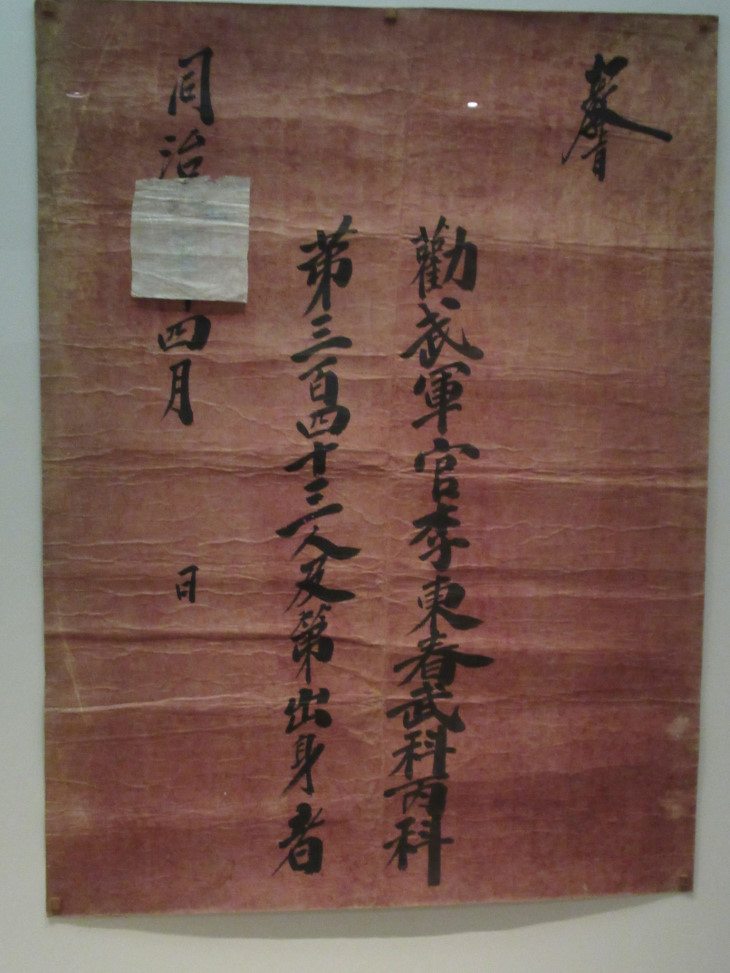 敎旨
勸武軍官李東春武科丙科
第三百四十三人及第出身者
同治 四月 日